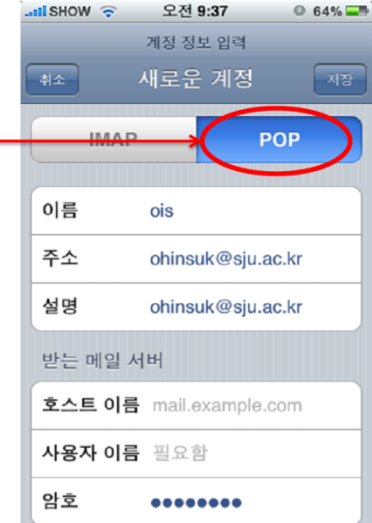 SHOW 오전 9:37 64%
계정 정보 입력
취소 새로운 계정 저장
IMAP POP
이름 ois
주소 ohinsuk@sju.ac.kr
설명 ohinsuk@sju.ac.kr
받는 메일 서버
호스트 이름 mail.example.com
사용자 이름 필요함
암호 ●●●●●●●●